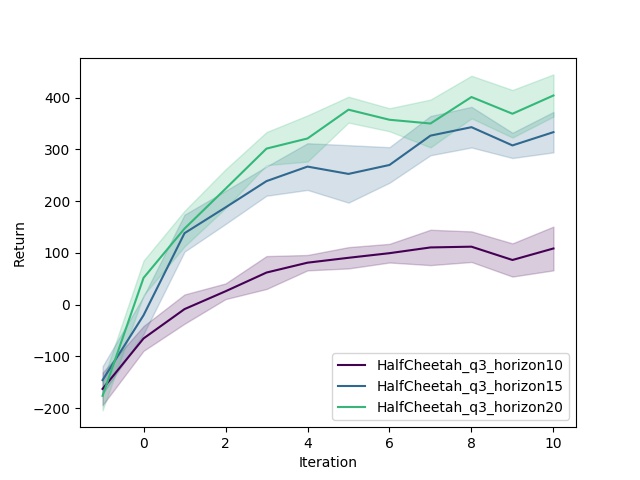 400
300
200
100
0
−100
−200
Return
0
2
4
6
8
10
Iteration
HalfCheetah_q3_horizon10
HalfCheetah_q3_horizon15
HalfCheetah_q3_horizon20